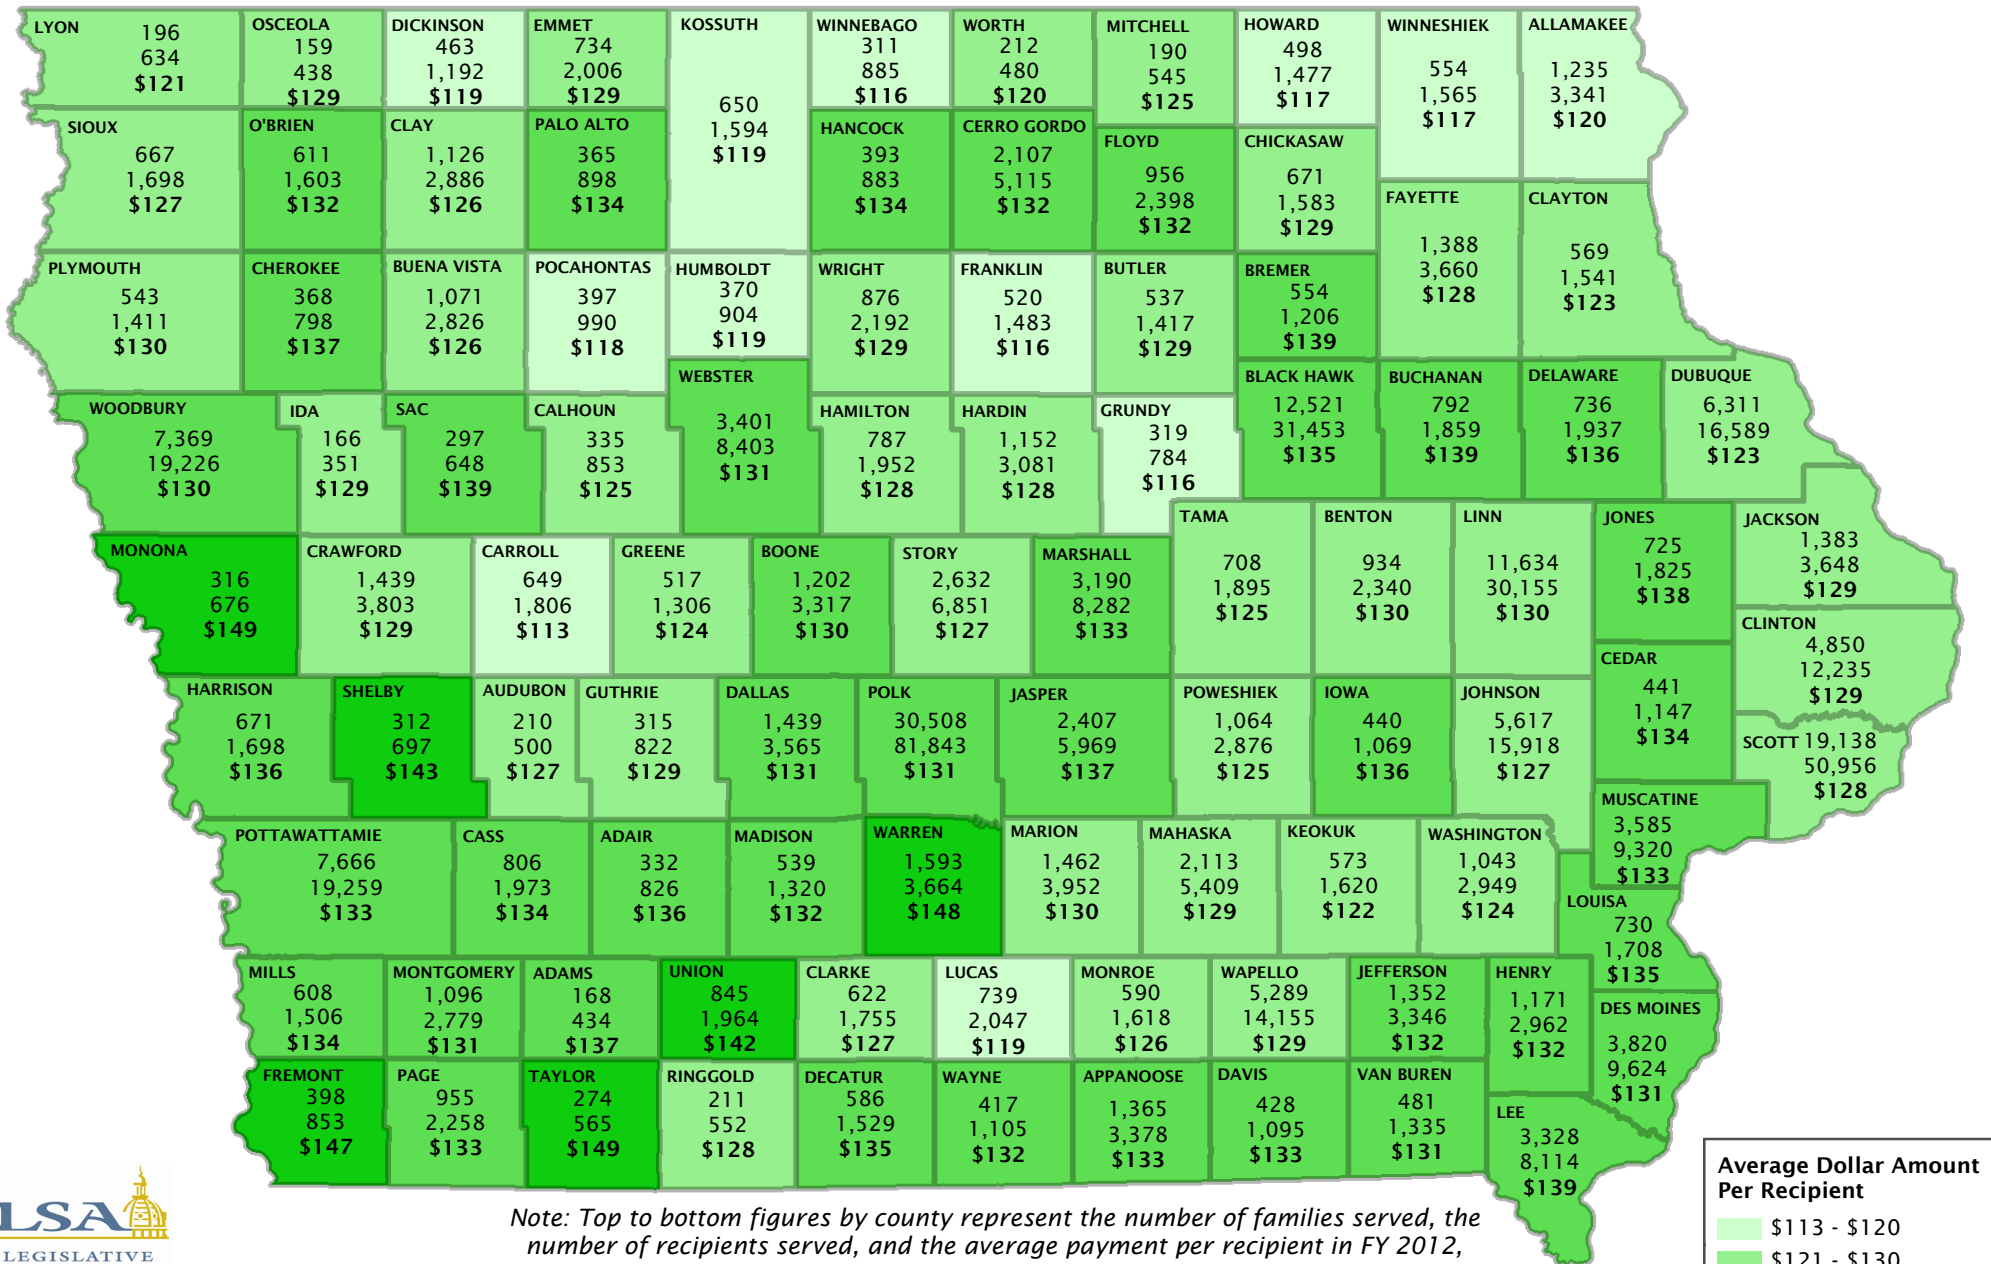 LYON
196
634
$121
OSCEOLA
159
438
$129
DICKINSON
463
1,192
$119
EMMET
734
2,006
$129
KOSSUTH
650
1,594
$119
WINNEBAGO
311
885
$116
WORTH
212
480
$120
MITCHELL
190
545
$125
HOWARD
498
1,477
$117
WINNESHIEK
554
1,565
$117
ALLAMAKEE
1,235
3,341
$120
SIOUX
667
1,698
$127
O'BRIEN
611
1,603
$132
CLAY
1,126
2,886
$126
PALO ALTO
365
898
$134
HANCOCK
393
883
$134
CERRO GORDO
2,107
5,115
$132
FLOYD
956
2,398
$132
CHICKASAW
671
1,583
$129
FAYETTE
1,388
3,660
$128
CLAYTON
569
1,541
$123
PLYMOUTH
543
1,411
$130
CHEROKEE
368
798
$137
BUENA VISTA
1,071
2,826
$126
POCAHONTAS
397
990
$118
HUMBOLDT
370
904
$119
WRIGHT
876
2,192
$129
FRANKLIN
520
1,483
$116
BUTLER
537
1,417
$129
BREMER
554
1,206
$139
WOODBURY
7,369
19,226
$130
IDA
166
351
$129
SAC
297
648
$139
CALHOUN
335
853
$125
WEBSTER
3,401
8,403
$131
HAMILTON
787
1,952
$128
HARDIN
1,152
3,081
$128
GRUNDY
319
784
$116
BLACK HAWK
12,521
31,453
$135
BUCHANAN
792
1,859
$139
DELAWARE
736
1,937
$136
DUBUQUE
6,311
16,589
$123
MONONA
316
676
$149
CRAWFORD
1,439
3,803
$129
CARROLL
649
1,806
$113
GREENE
517
1,306
$124
BOONE
1,202
3,317
$130
STORY
2,632
6,851
$127
MARSHALL
3,190
8,282
$133
TAMA
708
1,895
$125
BENTON
934
2,340
$130
LINN
11,634
30,155
$130
JONES
725
1,825
$138
JACKSON
1,383
3,648
$129
HARRISON
671
1,698
$136
SHELBY
312
697
$143
AUDUBON
210
500
$127
GUTHRIE
315
822
$129
DALLAS
1,439
3,565
$131
POLK
30,508
81,843
$131
JASPER
2,407
5,969
$137
POWESHIEK
1,064
2,876
$125
IOWA
440
1,069
$136
JOHNSON
5,617
15,918
$127
CEDAR
441
1,147
$134
CLINTON
4,850
12,235
$129
SCOTT 19,138
50,956
$128
POTTAWATTAMIE
7,666
19,259
$133
CASS
806
1,973
$134
ADAIR
332
826
$136
MADISON
539
1,320
$132
WARREN
1,593
3,664
$148
MARION
1,462
3,952
$130
MAHASKA
2,113
5,409
$129
KEOKUK
573
1,620
$122
WASHINGTON
1,043
2,949
$124
MUSCATINE
3,585
9,320
$133
LOUISA
730
1,708
$135
MILLS
608
1,506
$134
MONTGOMERY
1,096
2,779
$131
ADAMS
168
434
$137
UNION
845
1,964
$142
CLARKE
622
1,755
$127
LUCAS
739
2,047
$119
MONROE
590
1,618
$126
WAPELLO
5,289
14,155
$129
JEFFERSON
1,352
3,346
$132
HENRY
1,171
2,962
$132
DES MOINES
3,820
9,624
$131
FREMONT
398
853
$147
PAGE
955
2,258
$133
TAYLOR
274
565
$149
RINGGOLD
211
552
$128
DECATUR
586
1,529
$135
WAYNE
417
1,105
$132
APPANOOSE
1,365
3,378
$133
DAVIS
428
1,095
$133
VAN BUREN
481
1,335
$131
LEE
3,328
8,114
$139
LSA
LEGISLATIVE
Note: Top to bottom figures by county represent the number of families served, the
number of recipients served, and the average payment per recipient in FY 2012,
Average Dollar Amount
Per Recipient
$113 - $120
$121 - $130